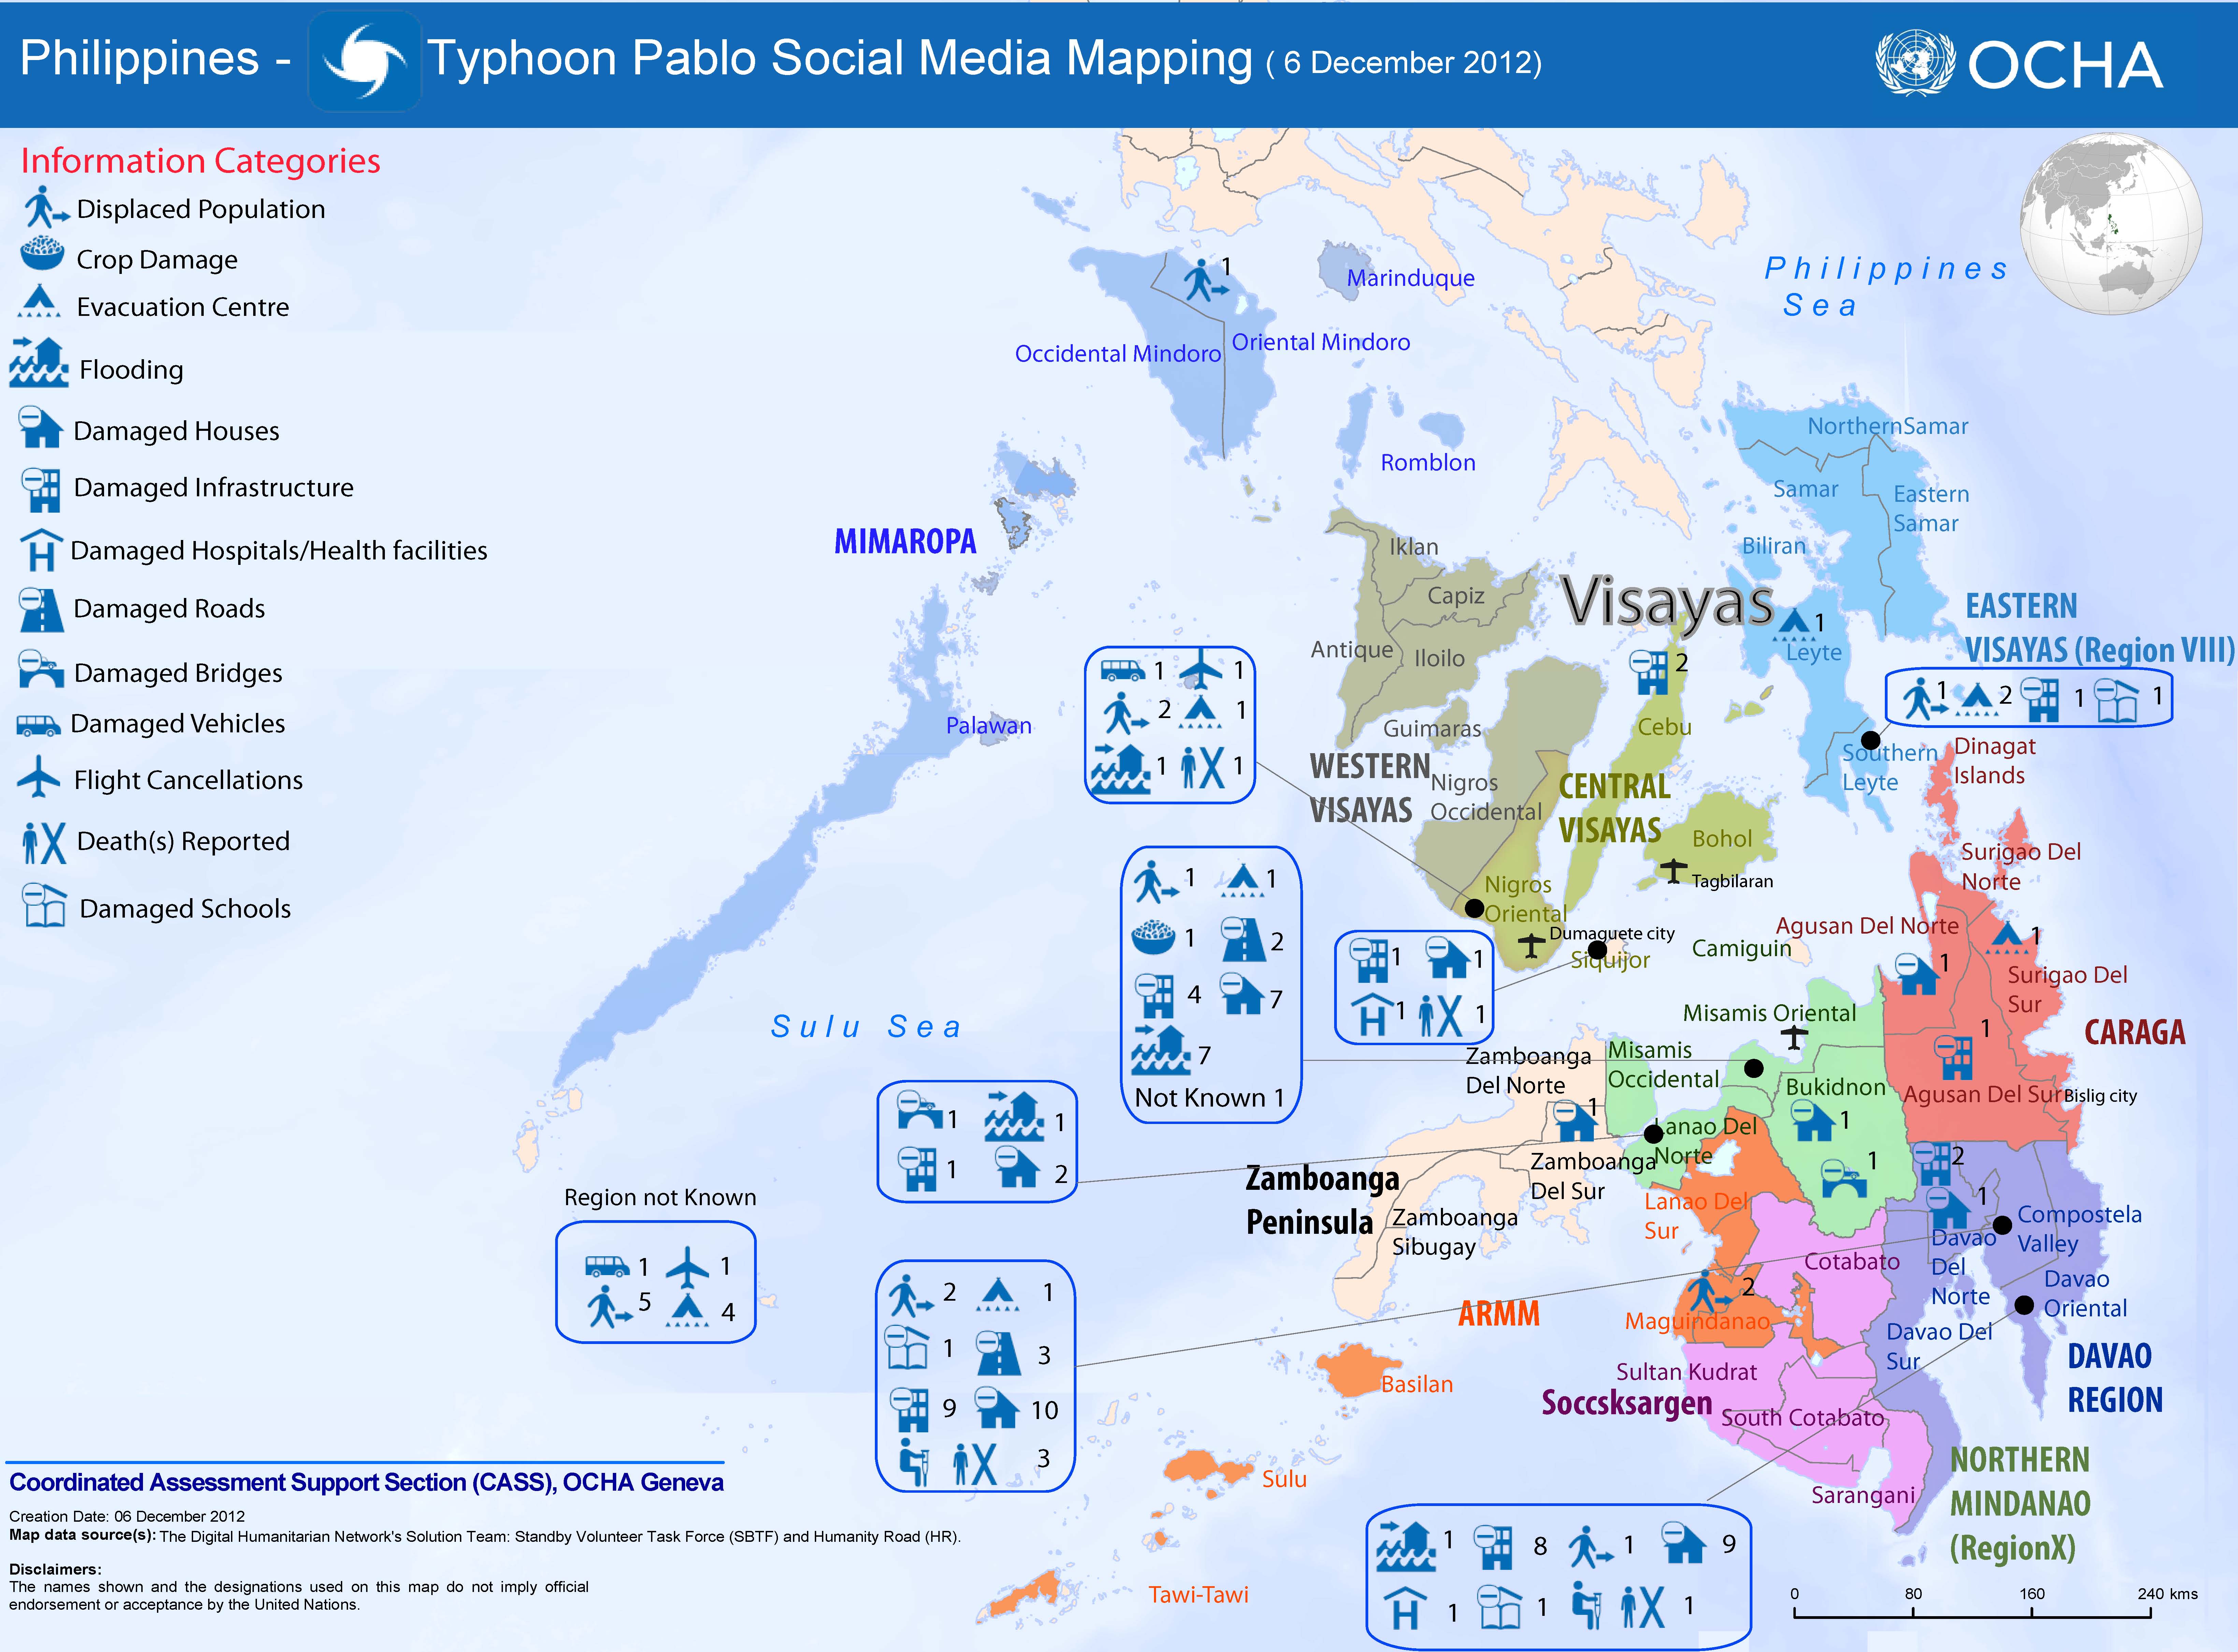 Philippines - Typhoon Pablo Social Media Mapping ( 6 December 2012)
OCHA
Information Categories
Displaced Population
Crop Damage
Evacuation Centre
Flooding
Damaged Houses
Damaged Infrastructure
Damaged Hospitals/Health facilities
Damaged Roads
Damaged Bridges
Damaged Vehicles
Flight Cancellations
Death(s) Reported
Damaged Schools
Philippines
Sea
1
Marinduque
Occidental Mindoro
Oriental Mindoro
Romblon
MIMAROPA
Palawan
Sulu Sea
NorthernSamar
Samar
Eastern
Samar
Biliran
EASTERN
VISAYAS (Region VIII)
1
Leyte
1 2 1 1
Southern
Leyte
Visayas
Iklan
Capiz
Antique
Iloilo
Guimaras
WESTERN
VISAYAS
Nigros
Occidental
2
Cebu
CENTRAL
VISAYAS
Bohol
Tagbilaran
Nigros
Oriental
Dumaguete city
Siquijor
1 1
2 1
1 1
1 1
1 2
4 7
7
Not Known 1
1 1
H 1 1
1 1
1 2
Dinagat
Islands
Surigao Del
Norte
Agusan Del Norte
1
1
Surigao Del
Sur
CARAGA
1
Agusan Del Sur
Bislig city
Camiguin
Misamis Oriental
Misamis
Occidental
Bukidnon
1
1
Lanao Del
Norte
Zamboanga
Del Norte
1
Zamboanga
Del Sur
Zamboanga
Peninsula
Zamboanga
Sibugay
Lanao Del
Sur
2
1
Compostela
Valley
Davao
Del
Norte
Davao
Oriental
Davao Del
Sur
DAVAO
REGION
Cotabato
2
Maguindanao
ARMM
Sultan Kudrat
Soccsksargen
South Cotabato
Sarangani
NORTHERN
MINDANAO
(RegionX)
Basilan
Sulu
Tawi-Tawi
Region not Known
1 1
5 4
2 1
1 3
9 10
3
1 8 1 9
H 1 1 1
0 80 160 240 kms
Coordinated Assessment Support Section (CASS), OCHA Geneva
Creation Date: 06 December 2012
Map data source(s): The Digital Humanitarian Network's Solution Team: Standby Volunteer Task Force (SBTF) and Humanity Road (HR).
Disclaimers:
The names shown and the designations used on this map do not imply official
endorsement or acceptance by the United Nations.